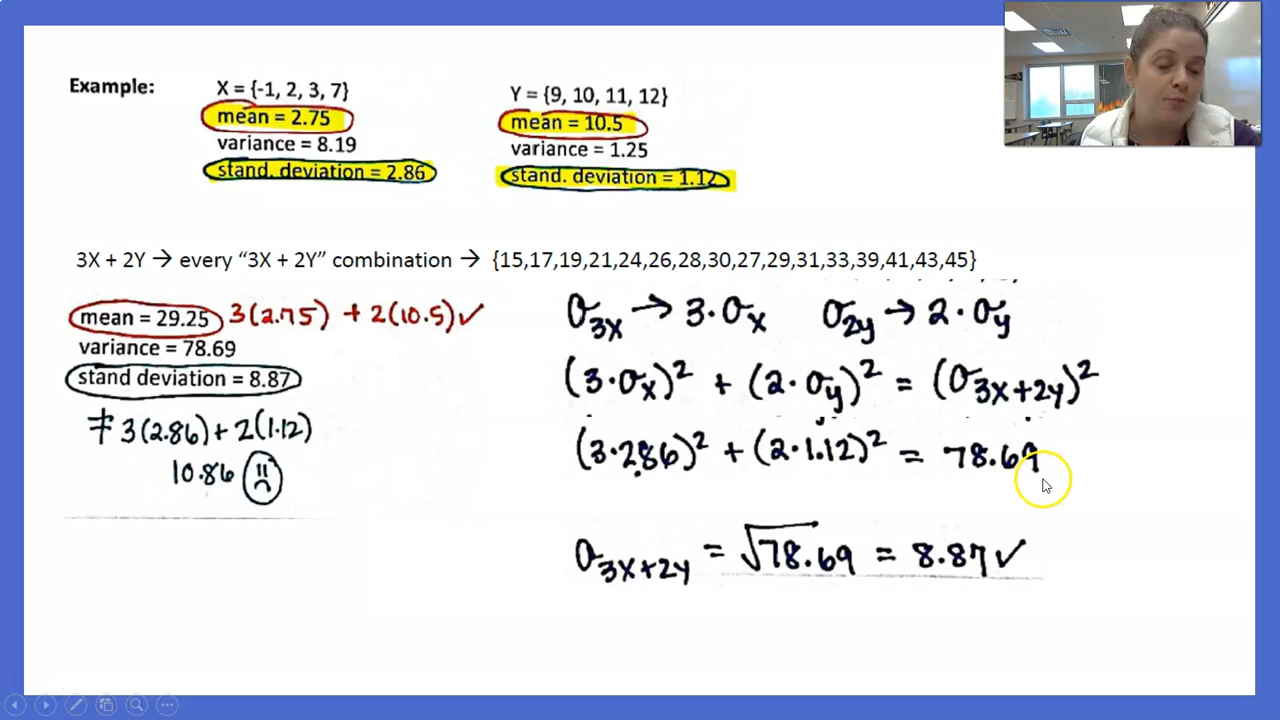 Example:
X = {-1, 2, 3, 7}
mean = 2.75
variance = 8.19
stand. deviation = 2.86
Y = {9, 10, 11, 12}
mean = 10.5
variance = 1.25
stand. deviation = 1.12
3X + 2Y → every “3X + 2Y” combination → {15,17,19,21,24,26,28,30,27,29,31,33,39,41,43,45}
mean = 29.25 3(2.75) + 2(10.5)✓
variance = 78.69
stand deviation = 8.87
≠ 3(2.86) + 2(1.12)
10.86
σ3x → 3·σx σ2y → 2·σy
(3·σx)² + (2·σy)² = (σ3x+2y)²
(3·2.86)² + (2·1.12)² = 78.69
σ3x+2y = √78.69 = 8.87✓